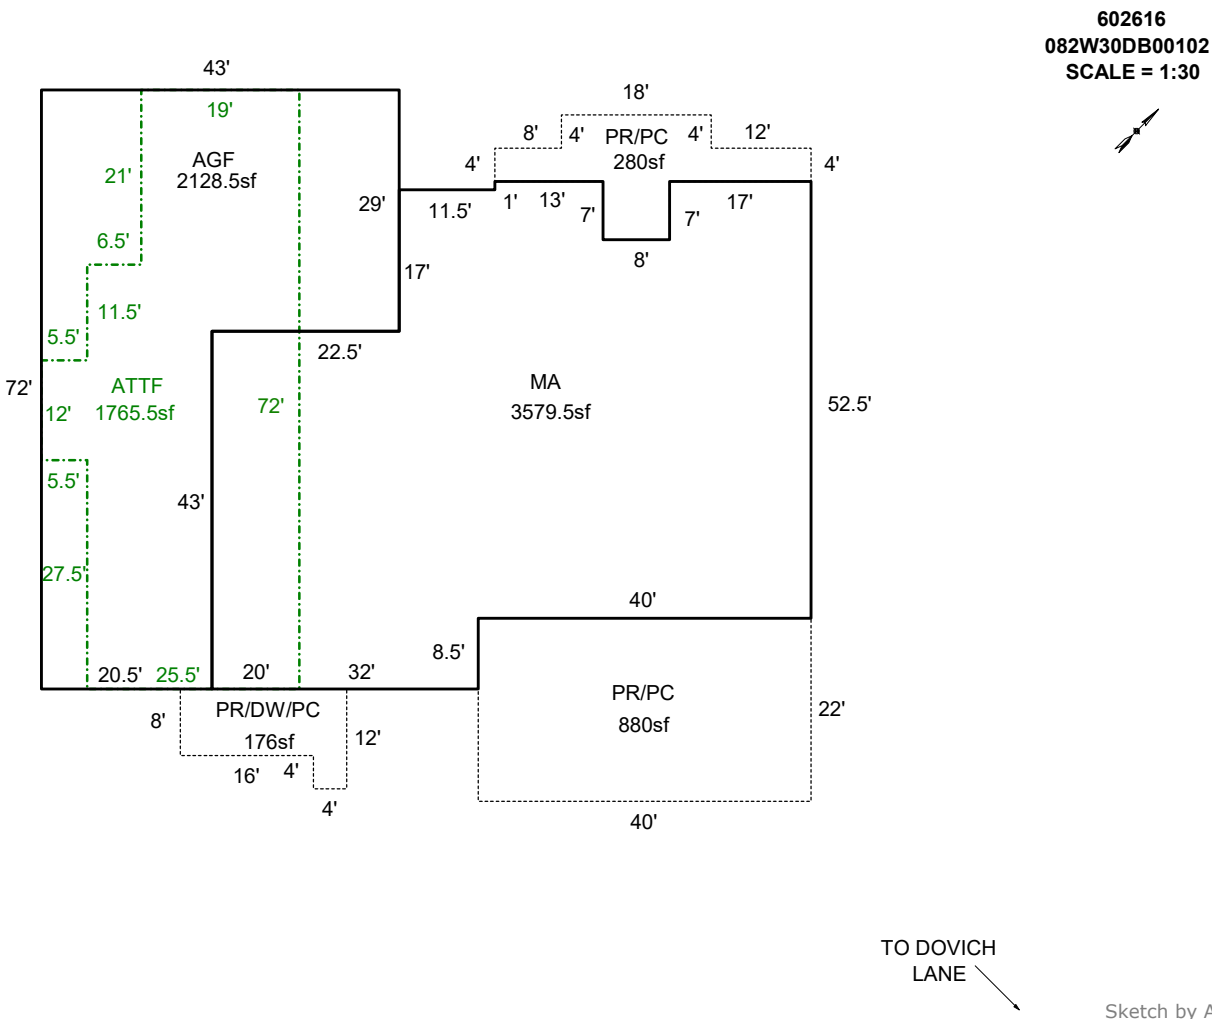 602616
082W30DB00102
SCALE = 1:30
43'
19'
18'
8'
4'
PR/PC
4'
12'
280sf
4'
4'
AGF
2128.5sf
21'
29'
11.5'
1'
13'
7'
7'
17'
6.5'
8'
17'
11.5'
5.5'
22.5'
72'
ATTF
1765.5sf
12'
72'
MA
3579.5sf
52.5'
5.5'
43'
27.5'
40'
8.5'
20.5'
25.5'
20'
32'
PR/DW/PC
176sf
8'
12'
16'
4'
4'
PR/PC
880sf
22'
40'
TO DOVICH
LANE
Sketch by A